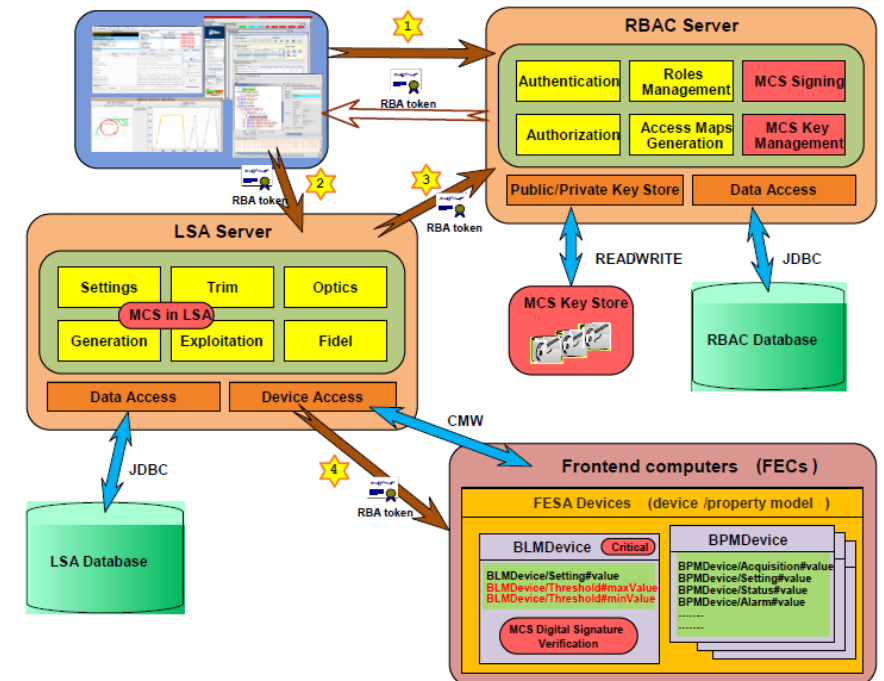 1
RBAC Server
RBA token
Authentication
Roles
Management
MCS Signing
Authorization
Access Maps
Generation
MCS Key
Management
Public/Private Key Store
Data Access
2
RBA token
3
RBA token
LSA Server
Settings
Trim
Optics
MCS in LSA
Generation
Exploitation
Fidel
Data Access
Device Access
READWRITE
JDBC
MCS Key Store
RBAC Database
CMW
JDBC
4
RBA token
LSA Database
Frontend computers (FECs )
FESA Devices (device /property model )
BLMDevice
Critical
BLMDevice/Setting#value
BLMDevice/Threshold#maxValue
BLMDevice/Threshold#minValue
MCS Digital Signature
Verification
BPMDevice
BPMDevice/Acquisition#value
BPMDevice/Setting#value
BPMDevice/Status#value
BPMDevice/Alarm#value
........
........